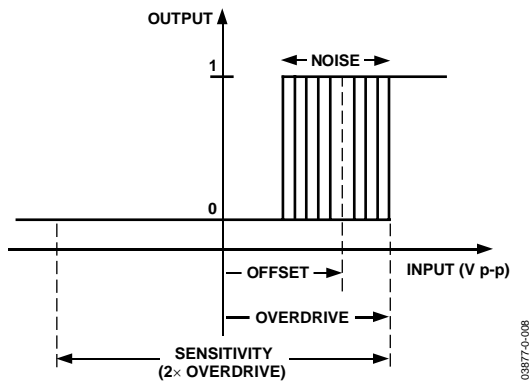 OUTPUT
NOISE
1
0
OFFSET
INPUT (V p-p)
OVERDRIVE
SENSITIVITY
(2× OVERDRIVE)
03877-0-008